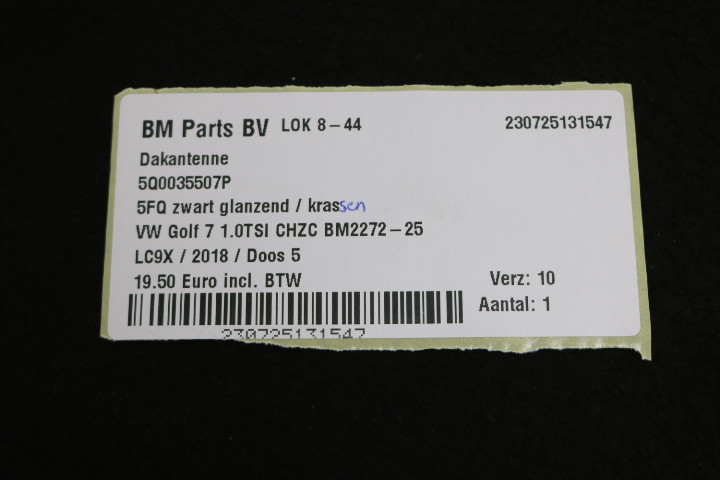 BM Parts BV LOK 8-44 230725131547
Dakantenne
5Q0035507P
5FQ zwart glanzend / krassen
VW Golf 7 1.0TSI CHZC BM2272-25
LC9X / 2018 / Doos 5
19.50 Euro incl. BTW Verz: 10
Aantal: 1
230725131547